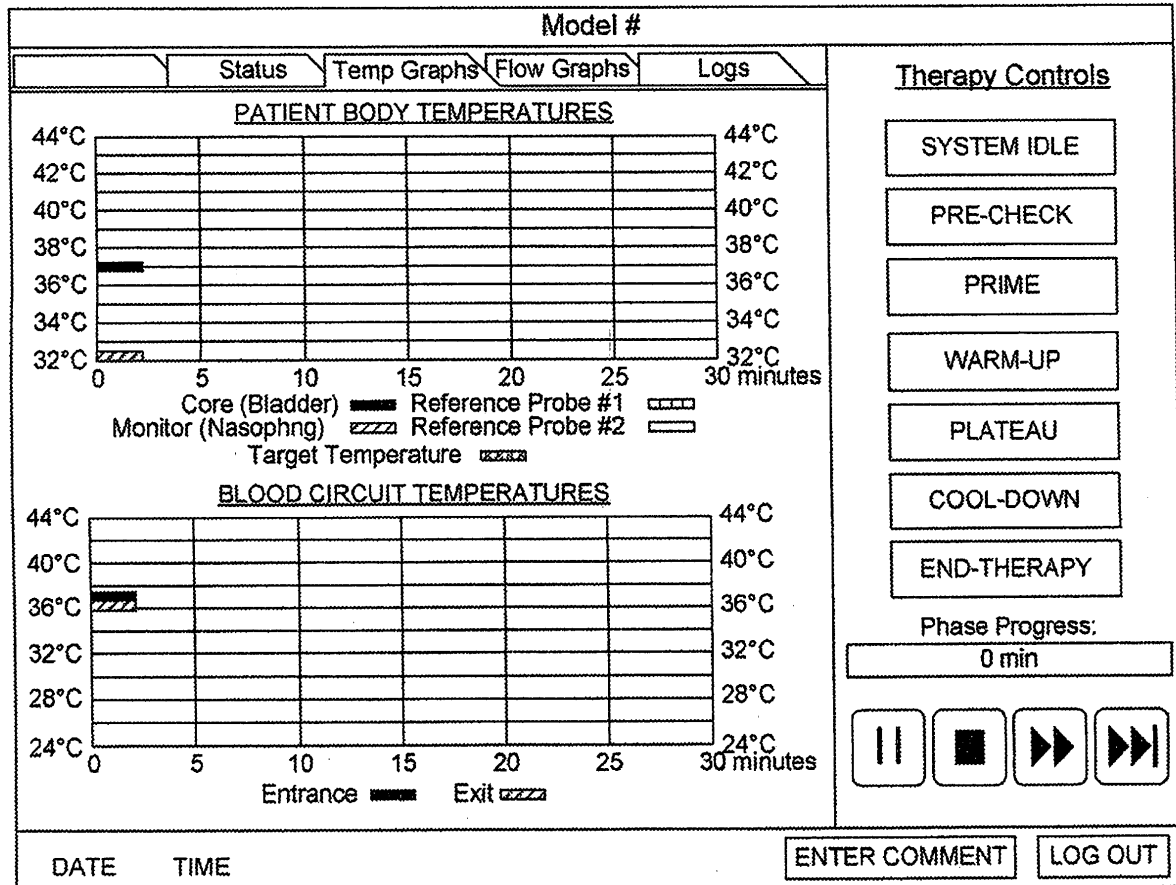 Model #
Status Temp Graphs Flow Graphs Logs
PATIENT BODY TEMPERATURES
44°C 44°C
42°C 42°C
40°C 40°C
38°C 38°C
36°C 36°C
34°C 34°C
32°C 32°C
0 5 10 15 20 25 30 minutes
Core (Bladder) Reference Probe #1
Monitor (Nasophng) Reference Probe #2
Target Temperature
BLOOD CIRCUIT TEMPERATURES
44°C 44°C
40°C 40°C
36°C 36°C
32°C 32°C
28°C 28°C
24°C 24°C
0 5 10 15 20 25 30 minutes
Entrance Exit
Therapy Controls
SYSTEM IDLE
PRE-CHECK
PRIME
WARM-UP
PLATEAU
COOL-DOWN
END-THERAPY
Phase Progress:
0 min
DATE TIME ENTER COMMENT LOG OUT